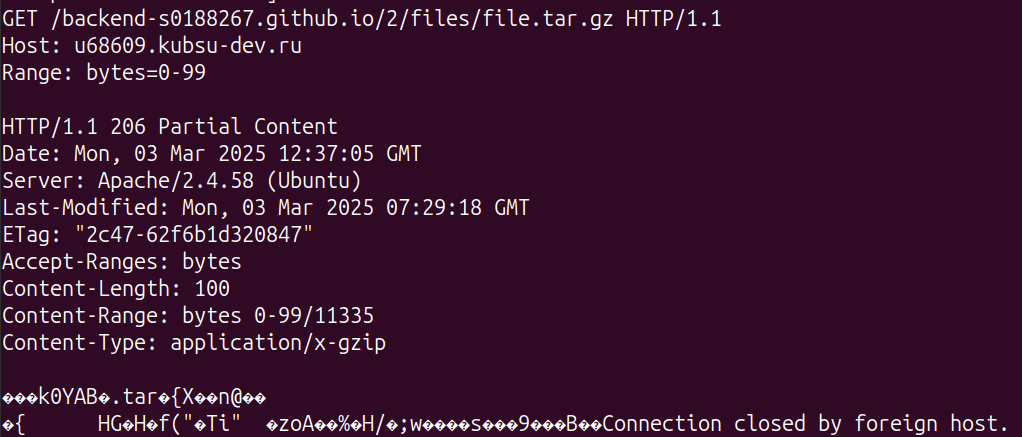 GET /backend-s0188267.github.io/2/files/file.tar.gz HTTP/1.1
Host: u68609.kubsu-dev.ru
Range: bytes=0-99
HTTP/1.1 206 Partial Content
Date: Mon, 03 Mar 2025 12:37:05 GMT
Server: Apache/2.4.58 (Ubuntu)
Last-Modified: Mon, 03 Mar 2025 07:29:18 GMT
ETag: "2c47-62f6b1d320847"
Accept-Ranges: bytes
Content-Length: 100
Content-Range: bytes 0-99/11335
Content-Type: application/x-gzip
���k0YAB�.tar�{X��n@��
�{ HG�H�f("�Ti" �zoA��%�H/�;w����s���9���B��Connection closed by foreign host.